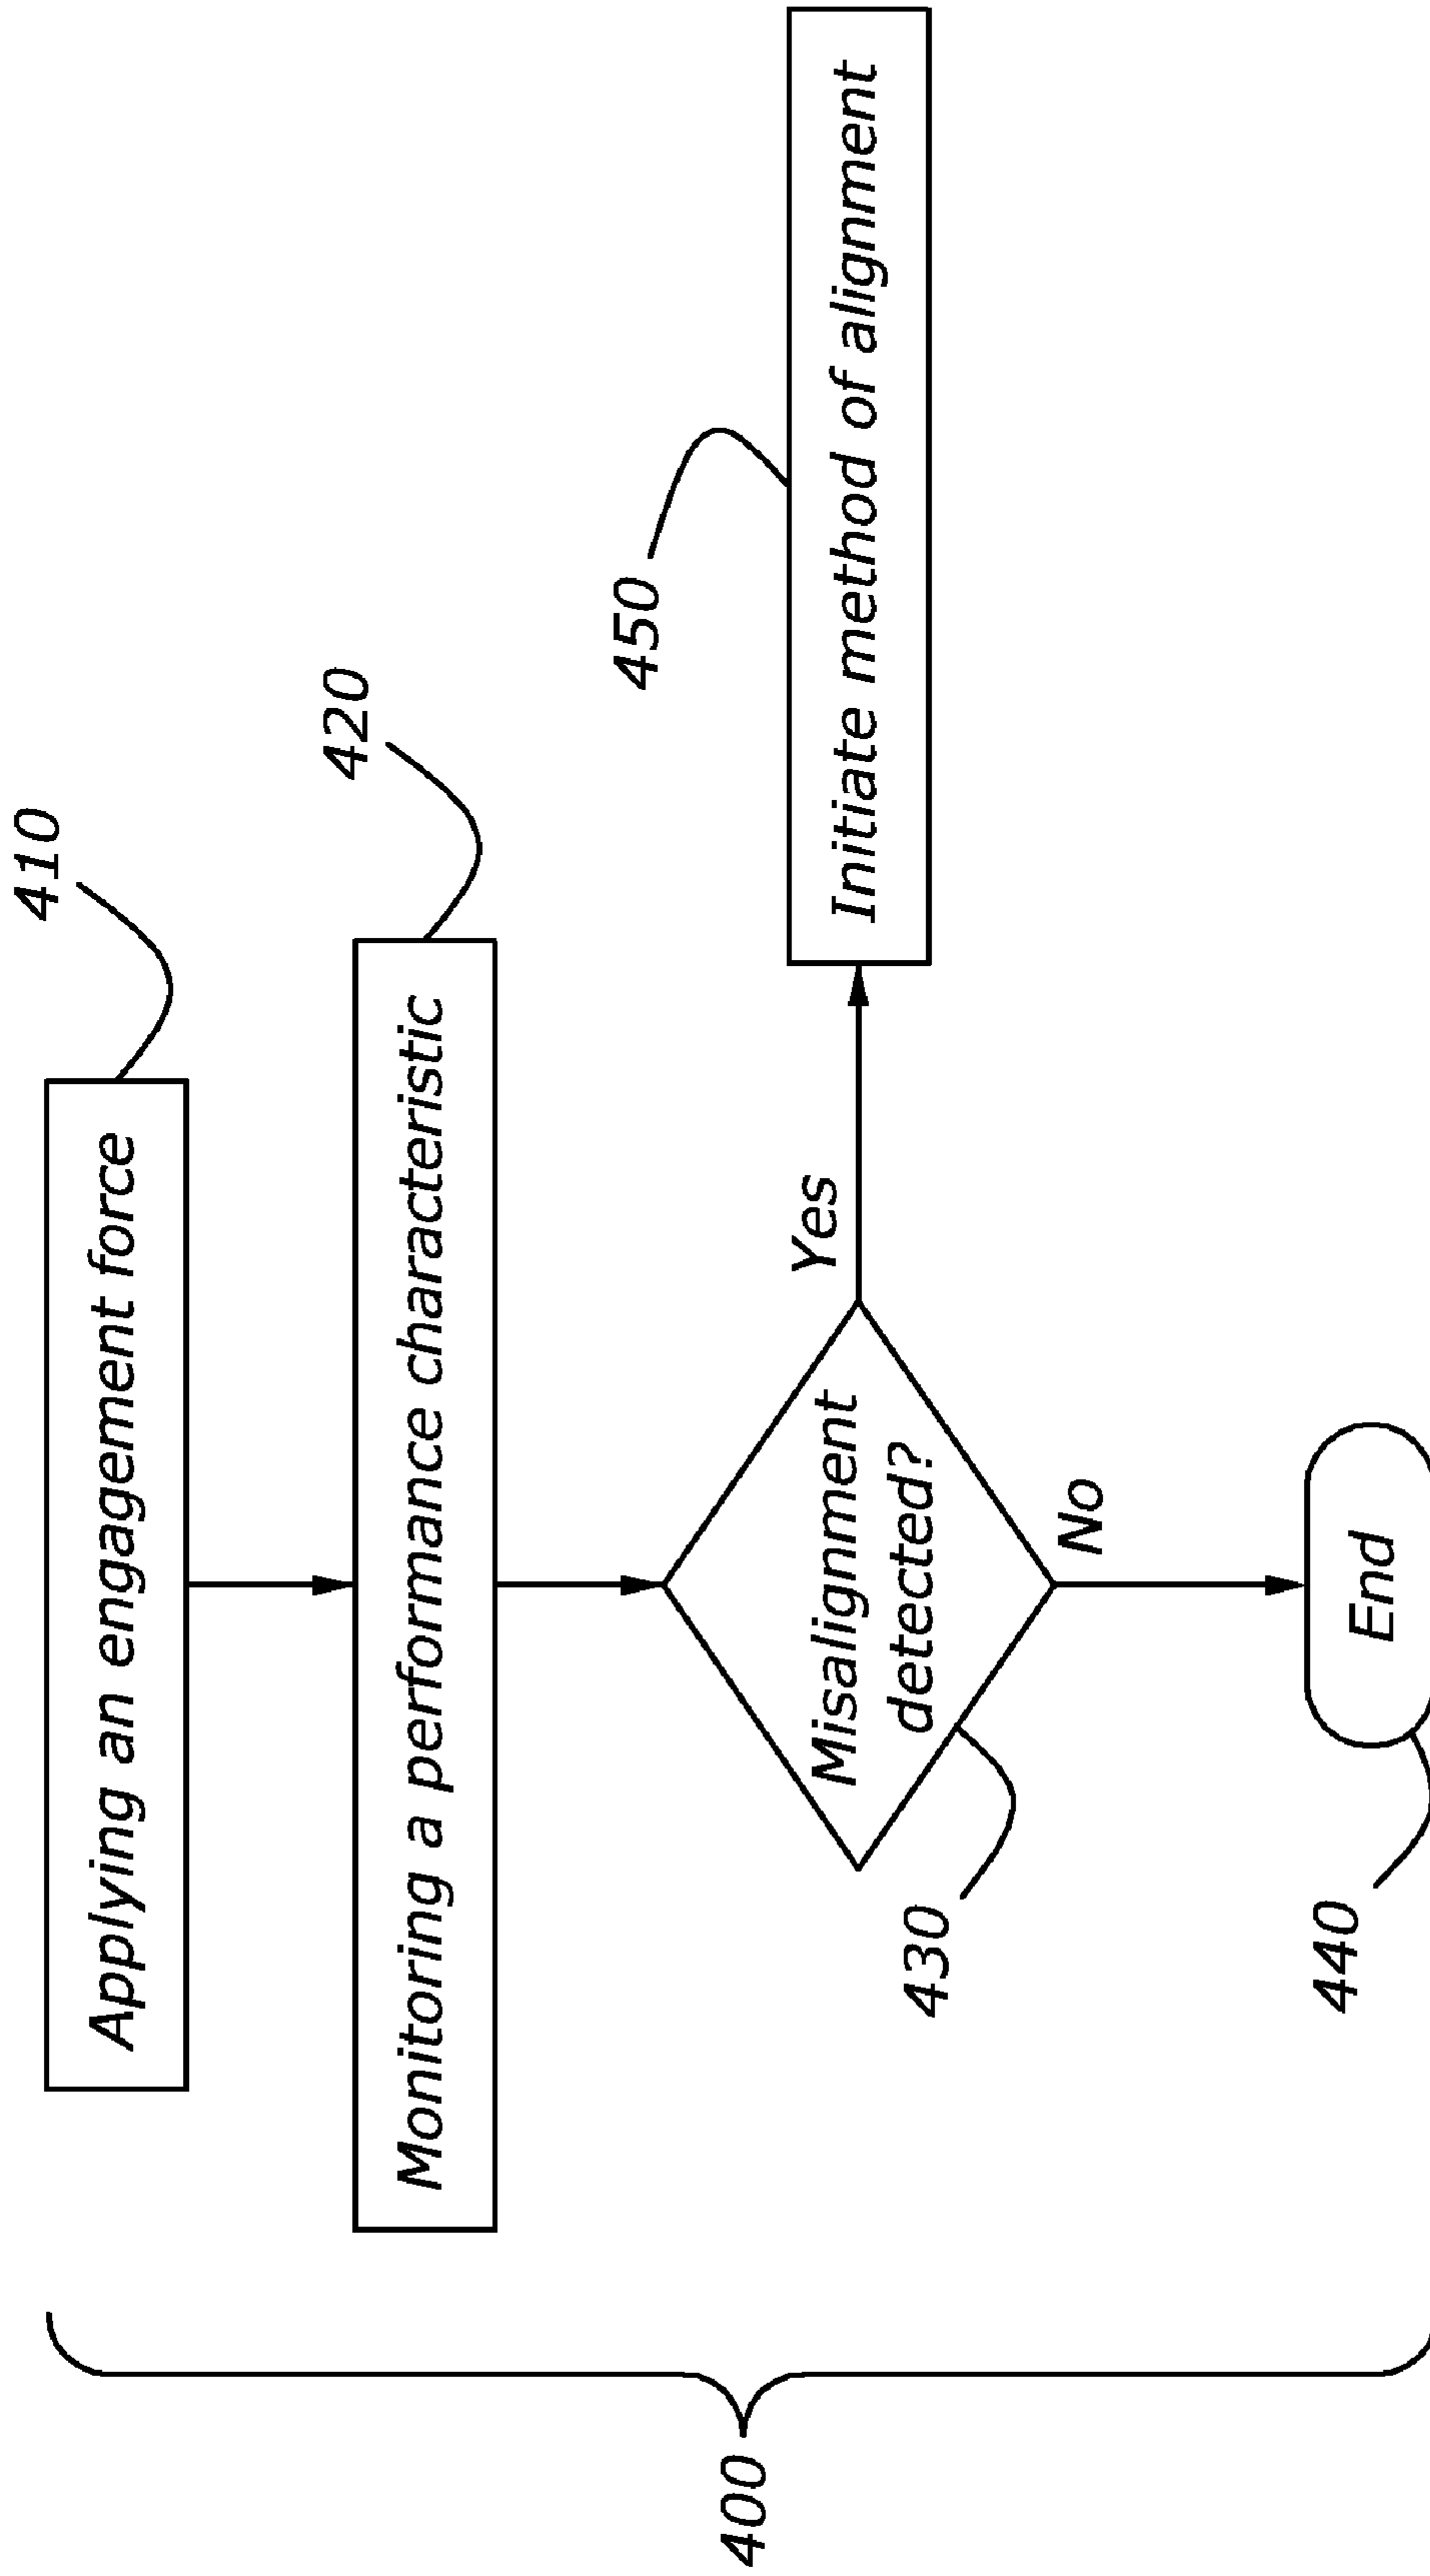 410
Applying an engagement force
420
Monitoring a performance characteristic
450
Misalignment
detected?
Yes
Initiate method of alignment
430
No
440
End
400